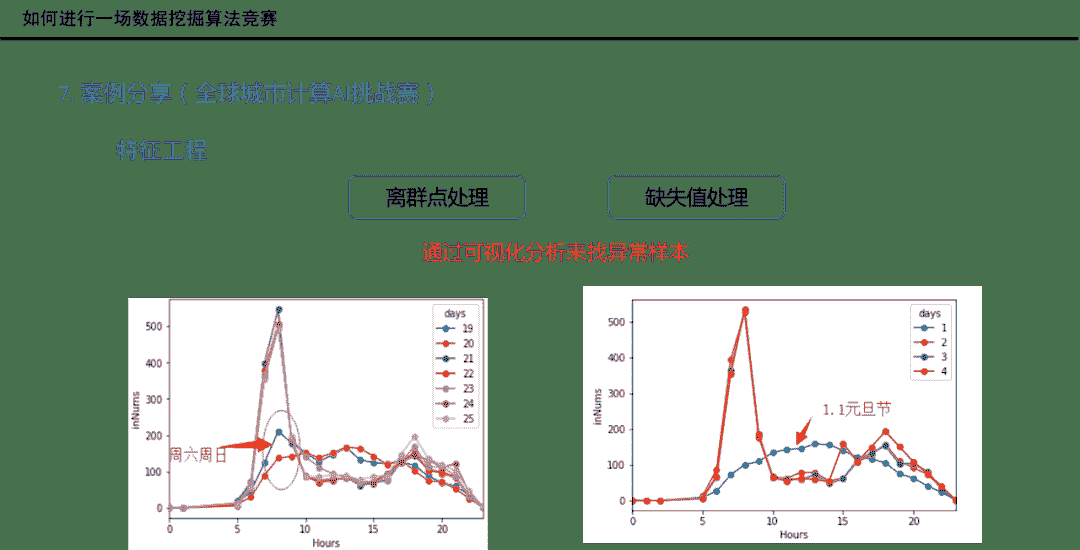 如何进行一场数据挖掘算法竞赛
7. 案例分享（全球城市计算AI挑战赛）
特征工程
离群点处理
缺失值处理
通过可视化分析来找异常样本
days
19
20
21
22
23
24
25
周六周日
inNums
500
400
300
200
100
0
0 5 10 15 20
Hours
days
1
2
3
4
1.1元旦节
inNums
500
400
300
200
100
0
0 5 10 15 20
Hours